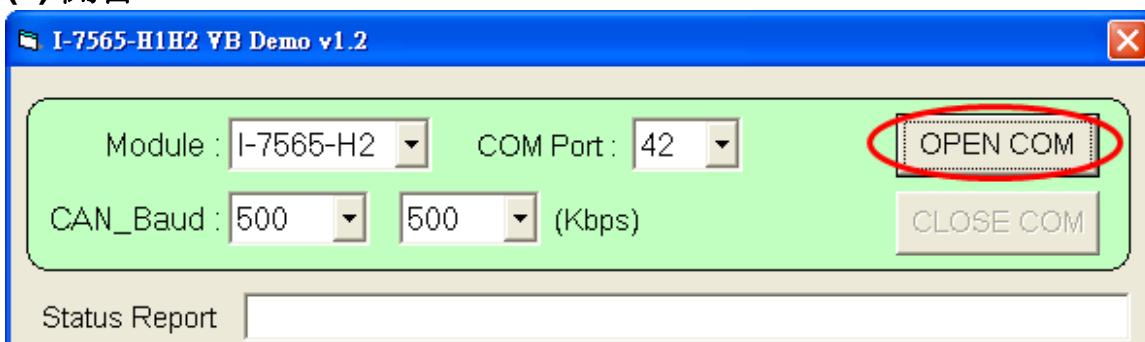 I-7565-H1H2 VB Demo v1.2
Module : I-7565-H2 COM Port : 42 OPEN COM
CAN_Baud : 500 500 (Kbps) CLOSE COM
Status Report